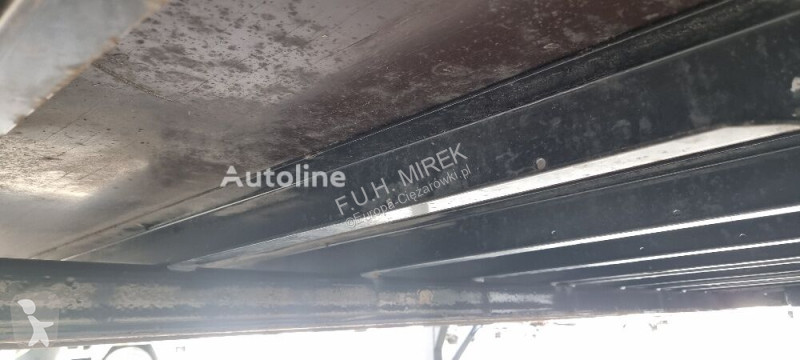 Autoline
F.U.H. MIREK
©Europa-Ciężarówki.pl